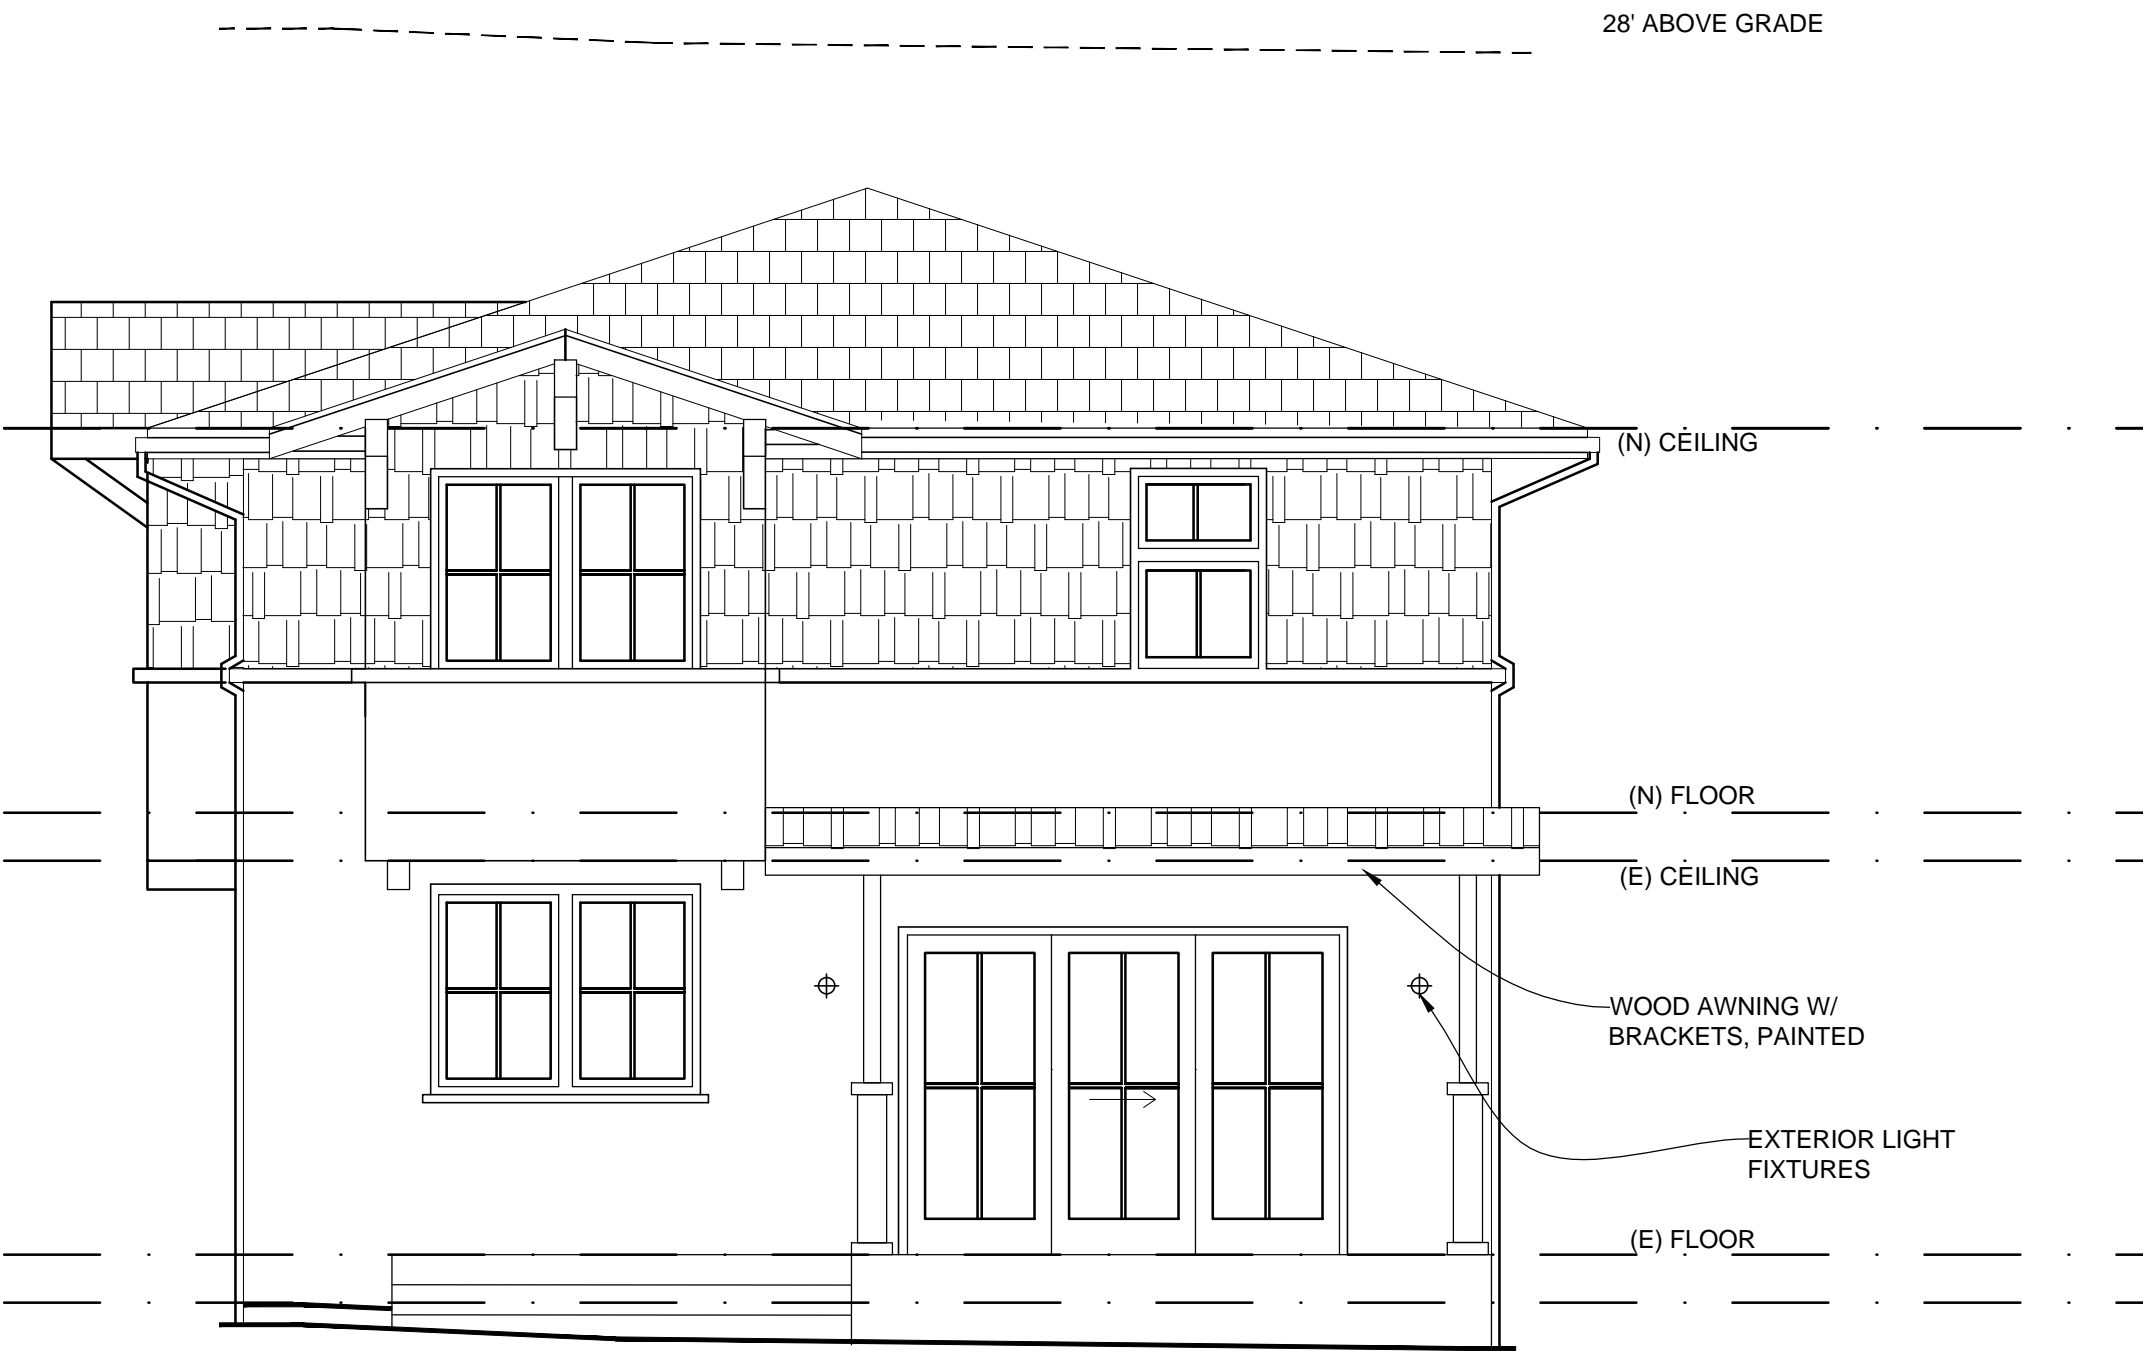 28' ABOVE GRADE
(N) CEILING
(N) FLOOR
(E) CEILING
WOOD AWNING W/
BRACKETS, PAINTED
EXTERIOR LIGHT
FIXTURES
(E) FLOOR